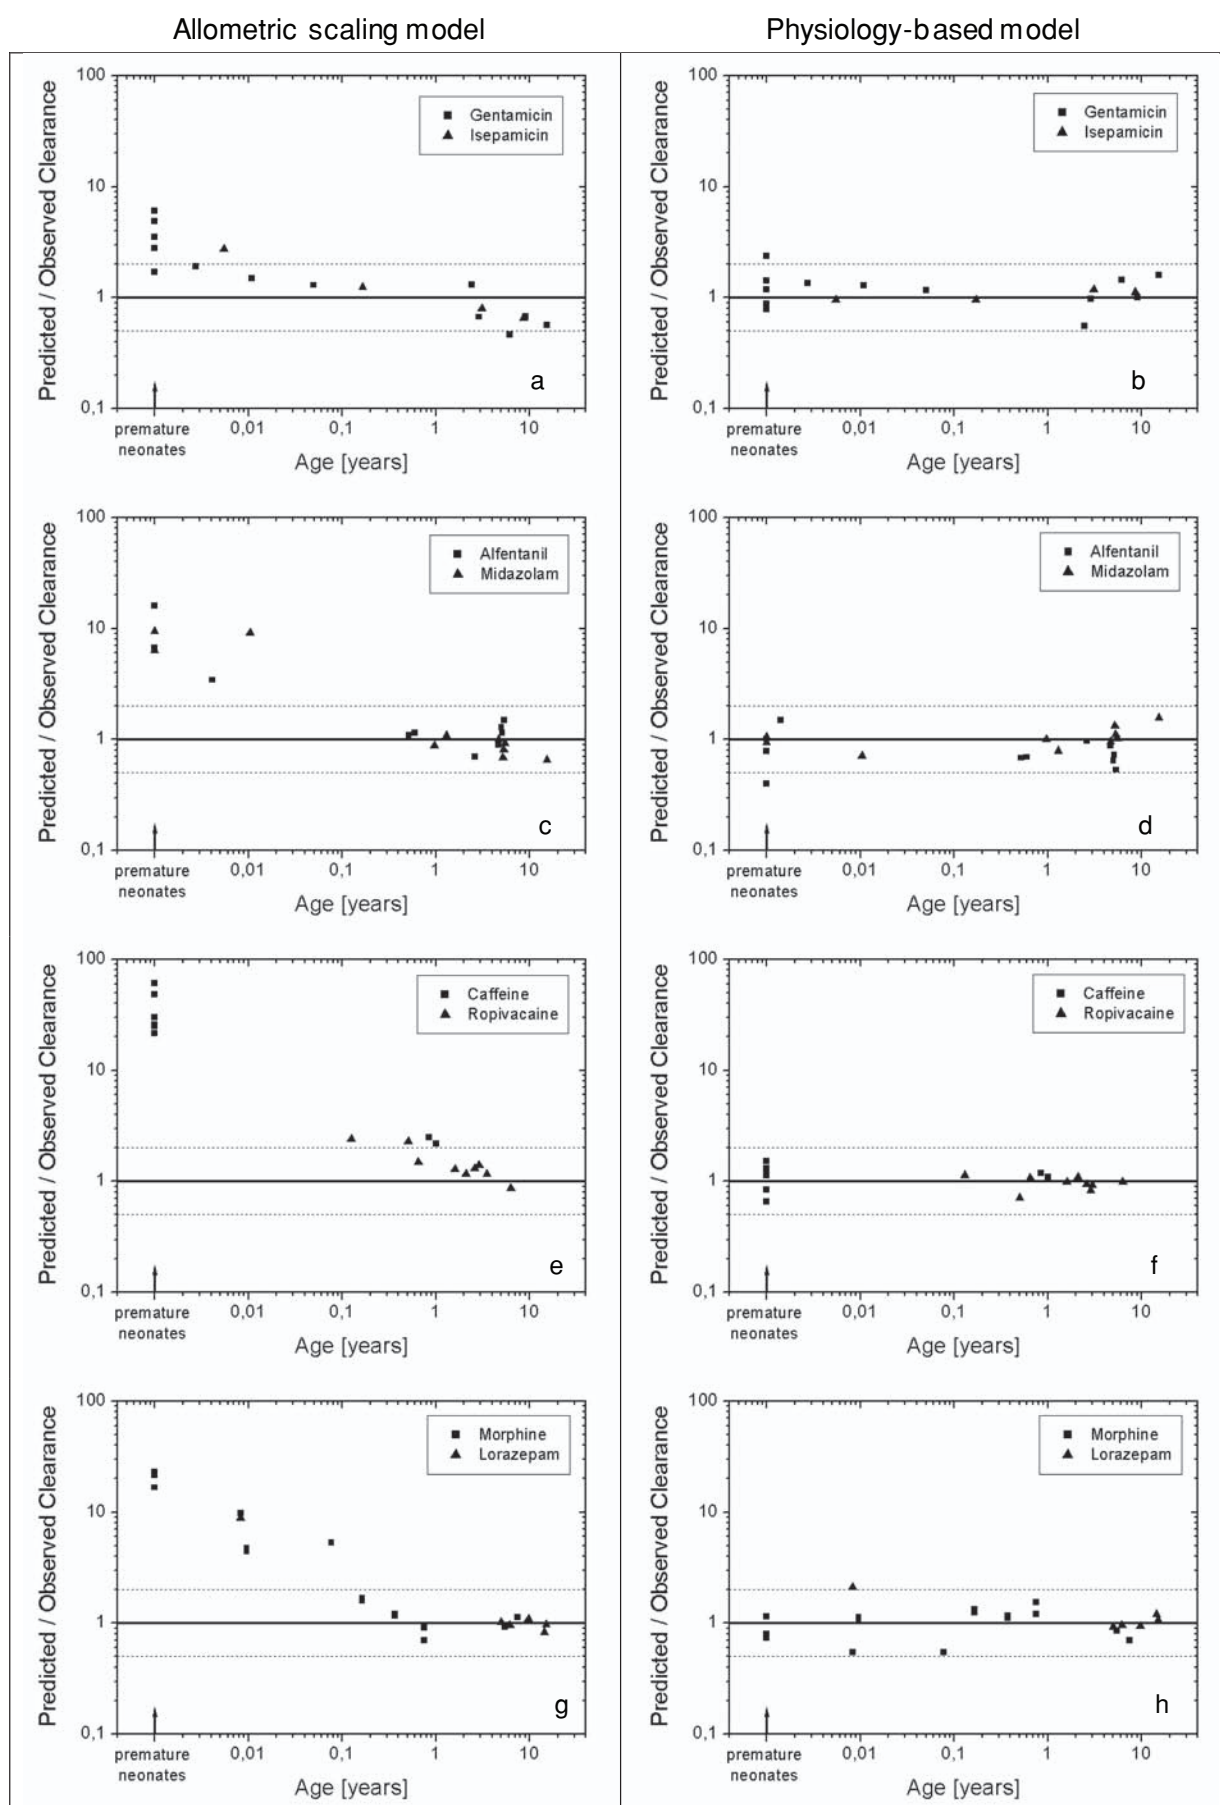 Allometric scaling model
Physiology-based model
100
10
1
0,1
Predicted / Observed Clearance
Gentamicin
Isepamicin
a
premature
neonates
0,01
0,1
1
10
Age [years]
100
10
1
0,1
Predicted / Observed Clearance
Gentamicin
Isepamicin
b
premature
neonates
0,01
0,1
1
10
Age [years]
100
10
1
0,1
Predicted / Observed Clearance
Alfentanil
Midazolam
c
premature
neonates
0,01
0,1
1
10
Age [years]
100
10
1
0,1
Predicted / Observed Clearance
Alfentanil
Midazolam
d
premature
neonates
0,01
0,1
1
10
Age [years]
100
10
1
0,1
Predicted / Observed Clearance
Caffeine
Ropivacaine
e
premature
neonates
0,01
0,1
1
10
Age [years]
100
10
1
0,1
Predicted / Observed Clearance
Caffeine
Ropivacaine
f
premature
neonates
0,01
0,1
1
10
Age [years]
100
10
1
0,1
Predicted / Observed Clearance
Morphine
Lorazepam
g
premature
neonates
0,01
0,1
1
10
Age [years]
100
10
1
0,1
Predicted / Observed Clearance
Morphine
Lorazepam
h
premature
neonates
0,01
0,1
1
10
Age [years]